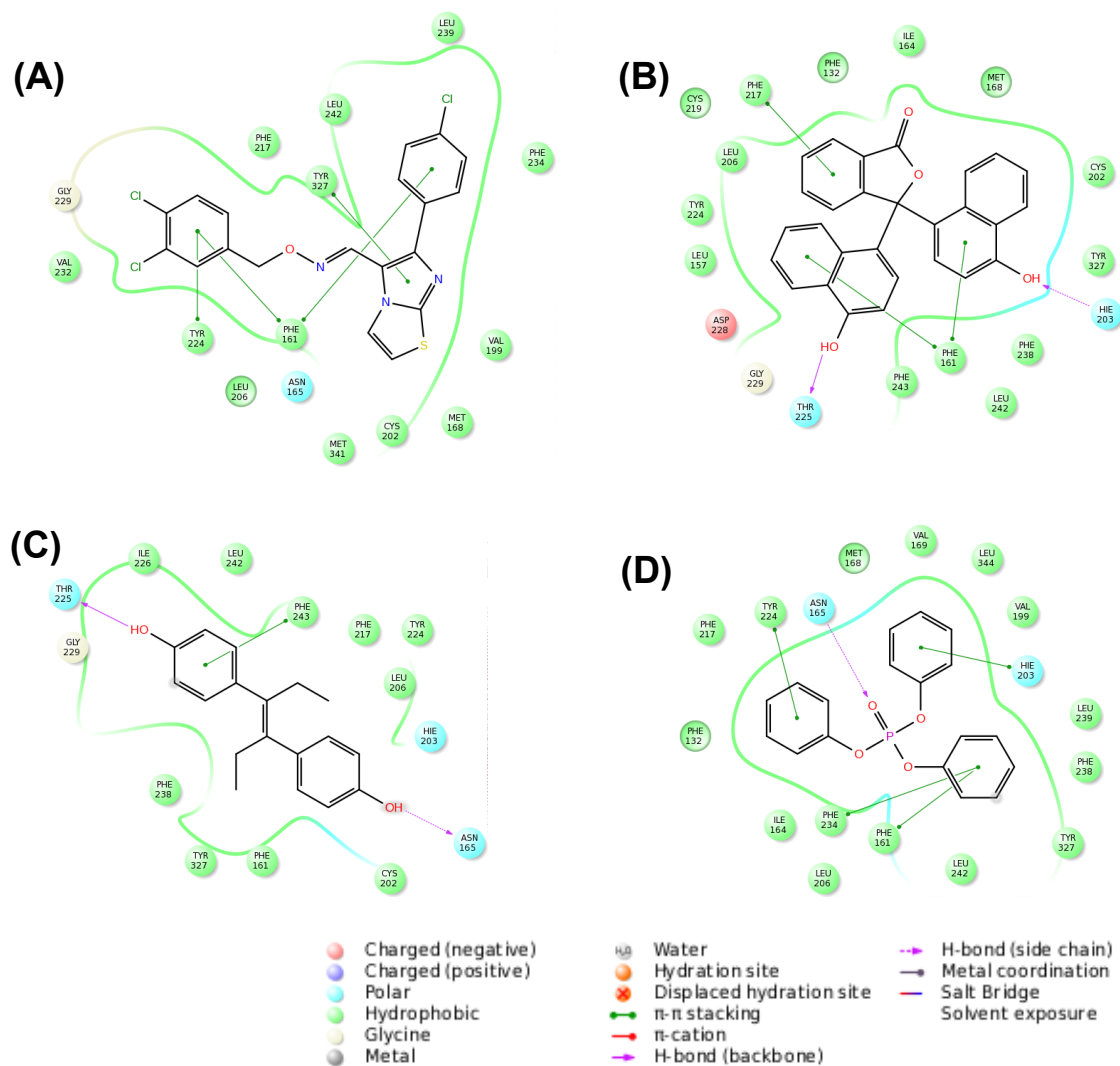 (A)
LEU
239
LEU
242
Cl
PHE
217
TYR
327
PHE
234
GLY
229
Cl
Cl
O
N
N
N
S
VAL
232
TYR
224
PHE
161
LEU
206
ASN
165
VAL
199
MET
341
CYS
202
MET
168
(B)
ILE
164
PHE
132
MET
168
PHE
217
CYS
219
O
O
LEU
206
CYS
202
TYR
224
LEU
157
TYR
327
OH
HIE
203
ASP
228
HO
PHE
161
PHE
238
GLY
229
PHE
243
LEU
242
THR
225
(C)
ILE
226
LEU
242
THR
225
HO
PHE
243
GLY
229
PHE
217
TYR
224
LEU
206
HIE
203
PHE
238
OH
ASN
165
TYR
327
PHE
161
CYS
202
(D)
VAL
169
MET
168
LEU
344
ASN
165
TYR
224
VAL
199
PHE
217
HIE
203
O
O
P
O
O
PHE
132
LEU
239
PHE
238
ILE
164
PHE
234
PHE
161
TYR
327
LEU
206
LEU
242
Charged (negative)
Charged (positive)
Polar
Hydrophobic
Glycine
Metal
H₂O
Water
Hydration site
Displaced hydration site
π-π stacking
π-cation
H-bond (backbone)
H-bond (side chain)
Metal coordination
Salt Bridge
Solvent exposure